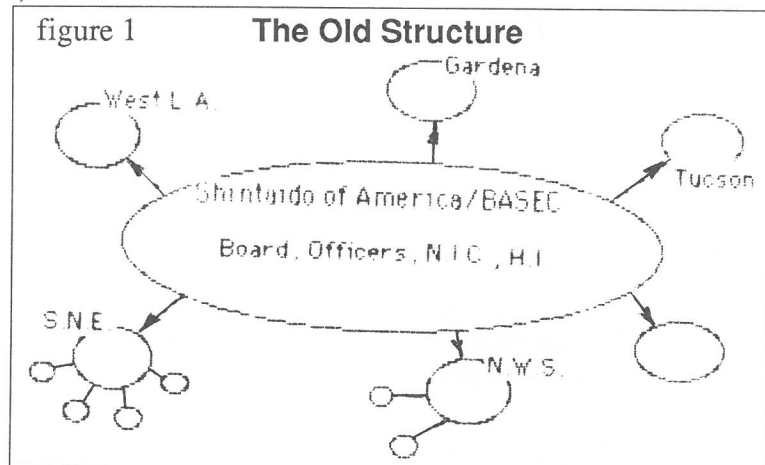 figure 1
The Old Structure
Gardena
West L.A.
Tucson
Shintaido of America/BASEC
Board, Officers, N.I.C., H.I.
S.N.E.
N.W.S.